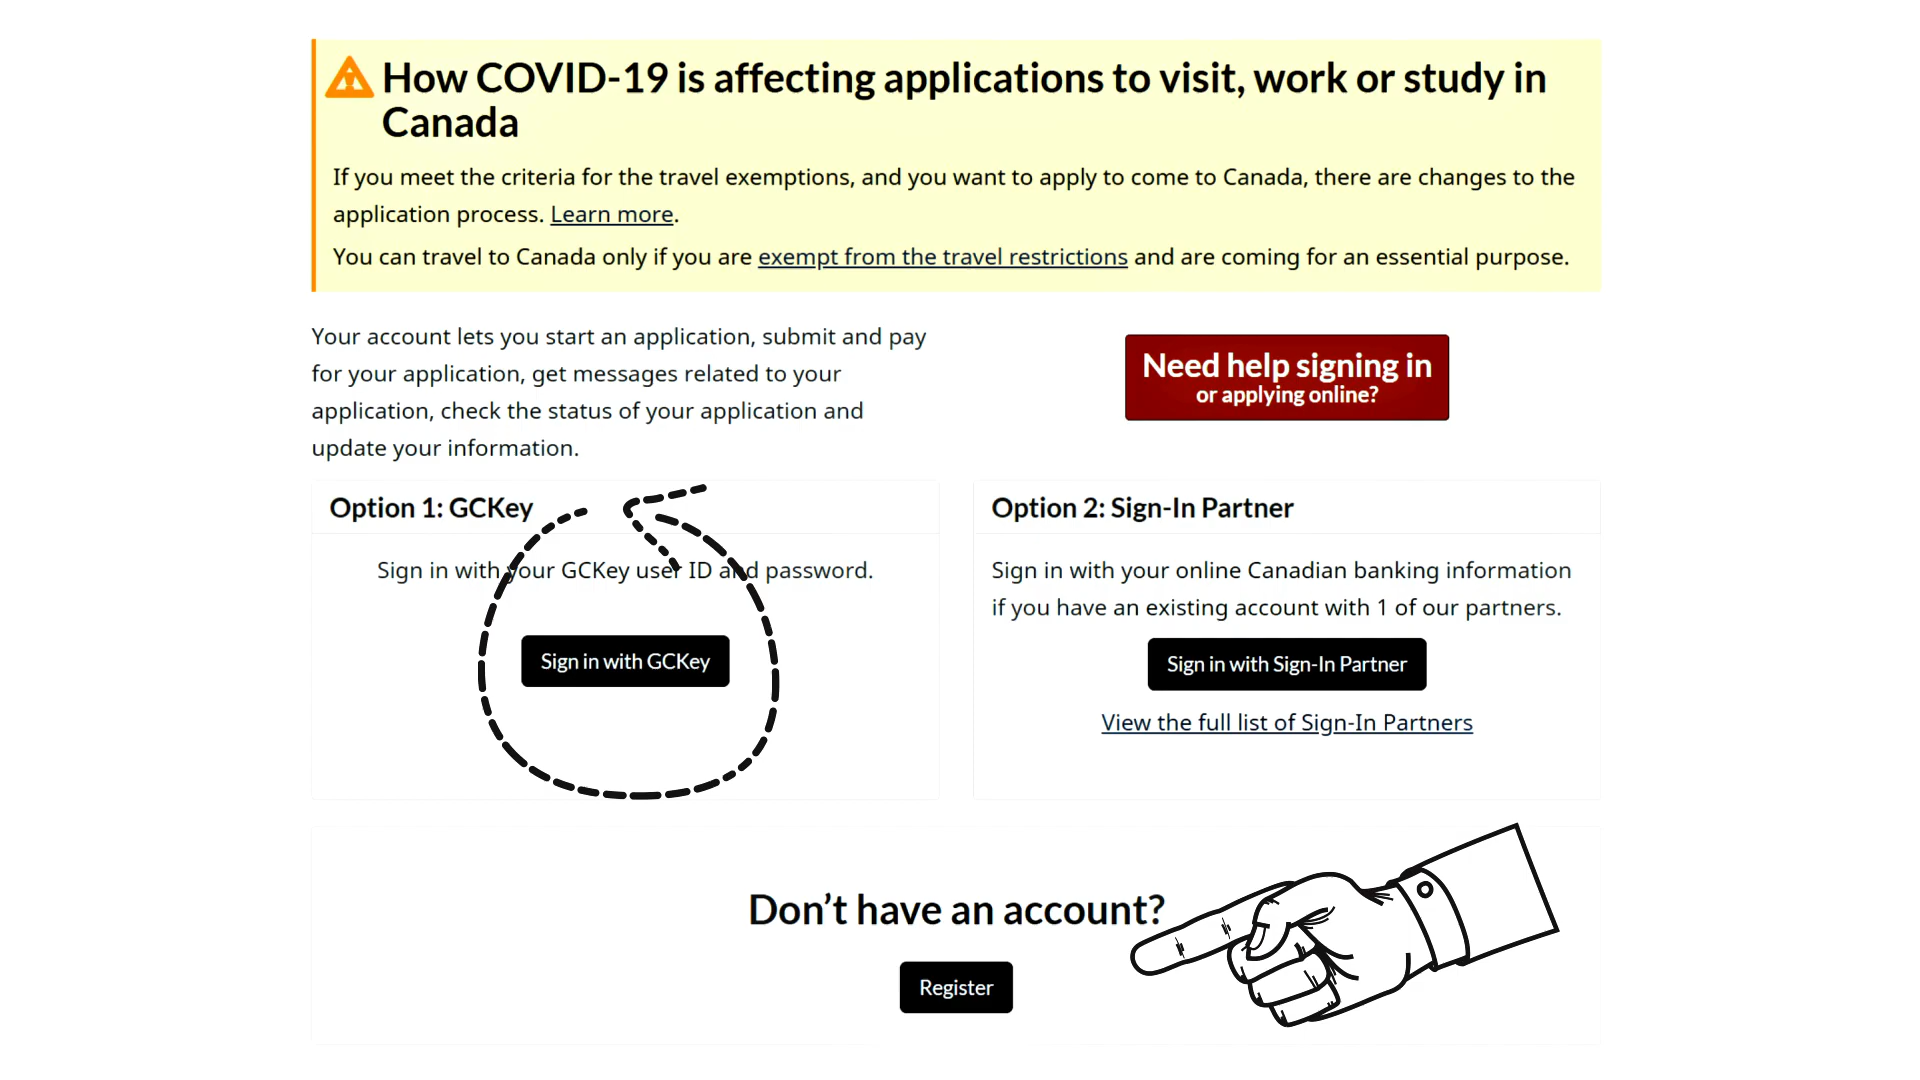 How COVID-19 is affecting applications to visit, work or study in
Canada
If you meet the criteria for the travel exemptions, and you want to apply to come to Canada, there are changes to the
application process. Learn more.
You can travel to Canada only if you are exempt from the travel restrictions and are coming for an essential purpose.
Your account lets you start an application, submit and pay
for your application, get messages related to your
application, check the status of your application and
update your information.
Need help signing in
or applying online?
Option 1: GCKey
Sign in with your GCKey user ID and password.
Sign in with GCKey
Option 2: Sign-In Partner
Sign in with your online Canadian banking information
if you have an existing account with 1 of our partners.
Sign in with Sign-In Partner
View the full list of Sign-In Partners
Don’t have an account?
Register